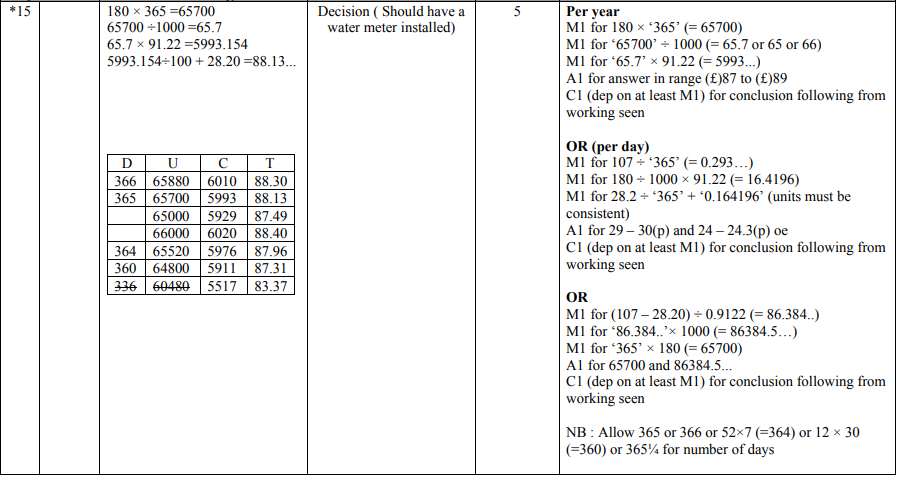 *15
180 × 365 =65700
65700 ÷1000 =65.7
65.7 × 91.22 =5993.154
5993.154÷100 + 28.20 =88.13...
D U C T
366 65880 6010 88.30
365 65700 5993 88.13
65000 5929 87.49
66000 6020 88.40
364 65520 5976 87.96
360 64800 5911 87.31
336 60480 5517 83.37
Decision ( Should have a
water meter installed)
5
Per year
M1 for 180 × ‘365’ (= 65700)
M1 for ‘65700’ ÷ 1000 (= 65.7 or 65 or 66)
M1 for ‘65.7’ × 91.22 (= 5993...)
A1 for answer in range (£)87 to (£)89
C1 (dep on at least M1) for conclusion following from
working seen
OR (per day)
M1 for 107 ÷ ‘365’ (= 0.293…)
M1 for 180 ÷ 1000 × 91.22 (= 16.4196)
M1 for 28.2 ÷ ‘365’ + ‘0.164196’ (units must be
consistent)
A1 for 29 – 30(p) and 24 – 24.3(p) oe
C1 (dep on at least M1) for conclusion following from
working seen
OR
M1 for (107 – 28.20) ÷ 0.9122 (= 86.384..)
M1 for ‘86.384..’× 1000 (= 86384.5…)
M1 for ‘365’ × 180 (= 65700)
A1 for 65700 and 86384.5...
C1 (dep on at least M1) for conclusion following from
working seen
NB : Allow 365 or 366 or 52×7 (=364) or 12 × 30
(=360) or 365¼ for number of days